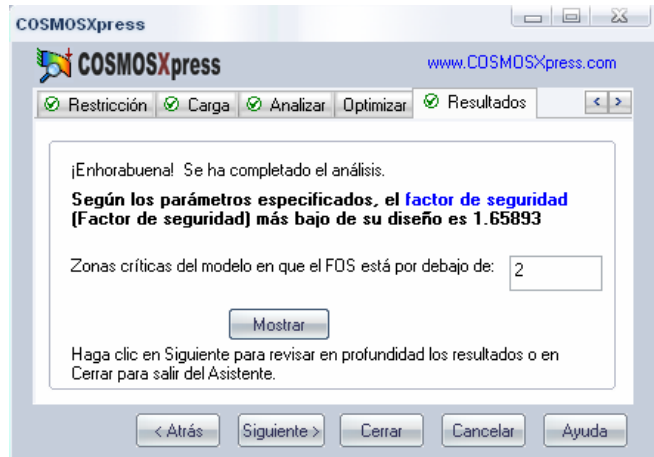 COSMOSXpress
COSMOSXpress
www.COSMOSXpress.com
Restricción Carga Analizar Optimizar Resultados < >
¡Enhorabuena! Se ha completado el análisis.
Según los parámetros especificados, el factor de seguridad
(Factor de seguridad) más bajo de su diseño es 1.65893
Zonas críticas del modelo en que el FOS está por debajo de: 2
Mostrar
Haga clic en Siguiente para revisar en profundidad los resultados o en
Cerrar para salir del Asistente.
< Atrás Siguiente > Cerrar Cancelar Ayuda